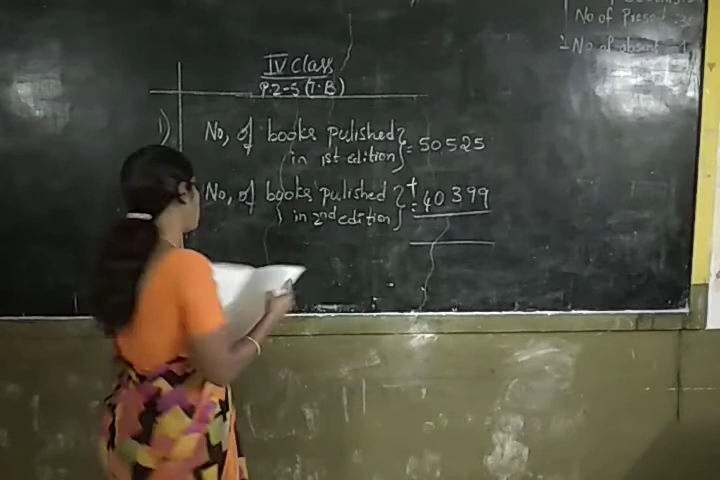 No of Present
No of absent
IV Class
P.2-5 (T.B)
1) No, of books pulished
in 1st edition } = 50525
No, of books pulished + 40399
in 2nd edition } =